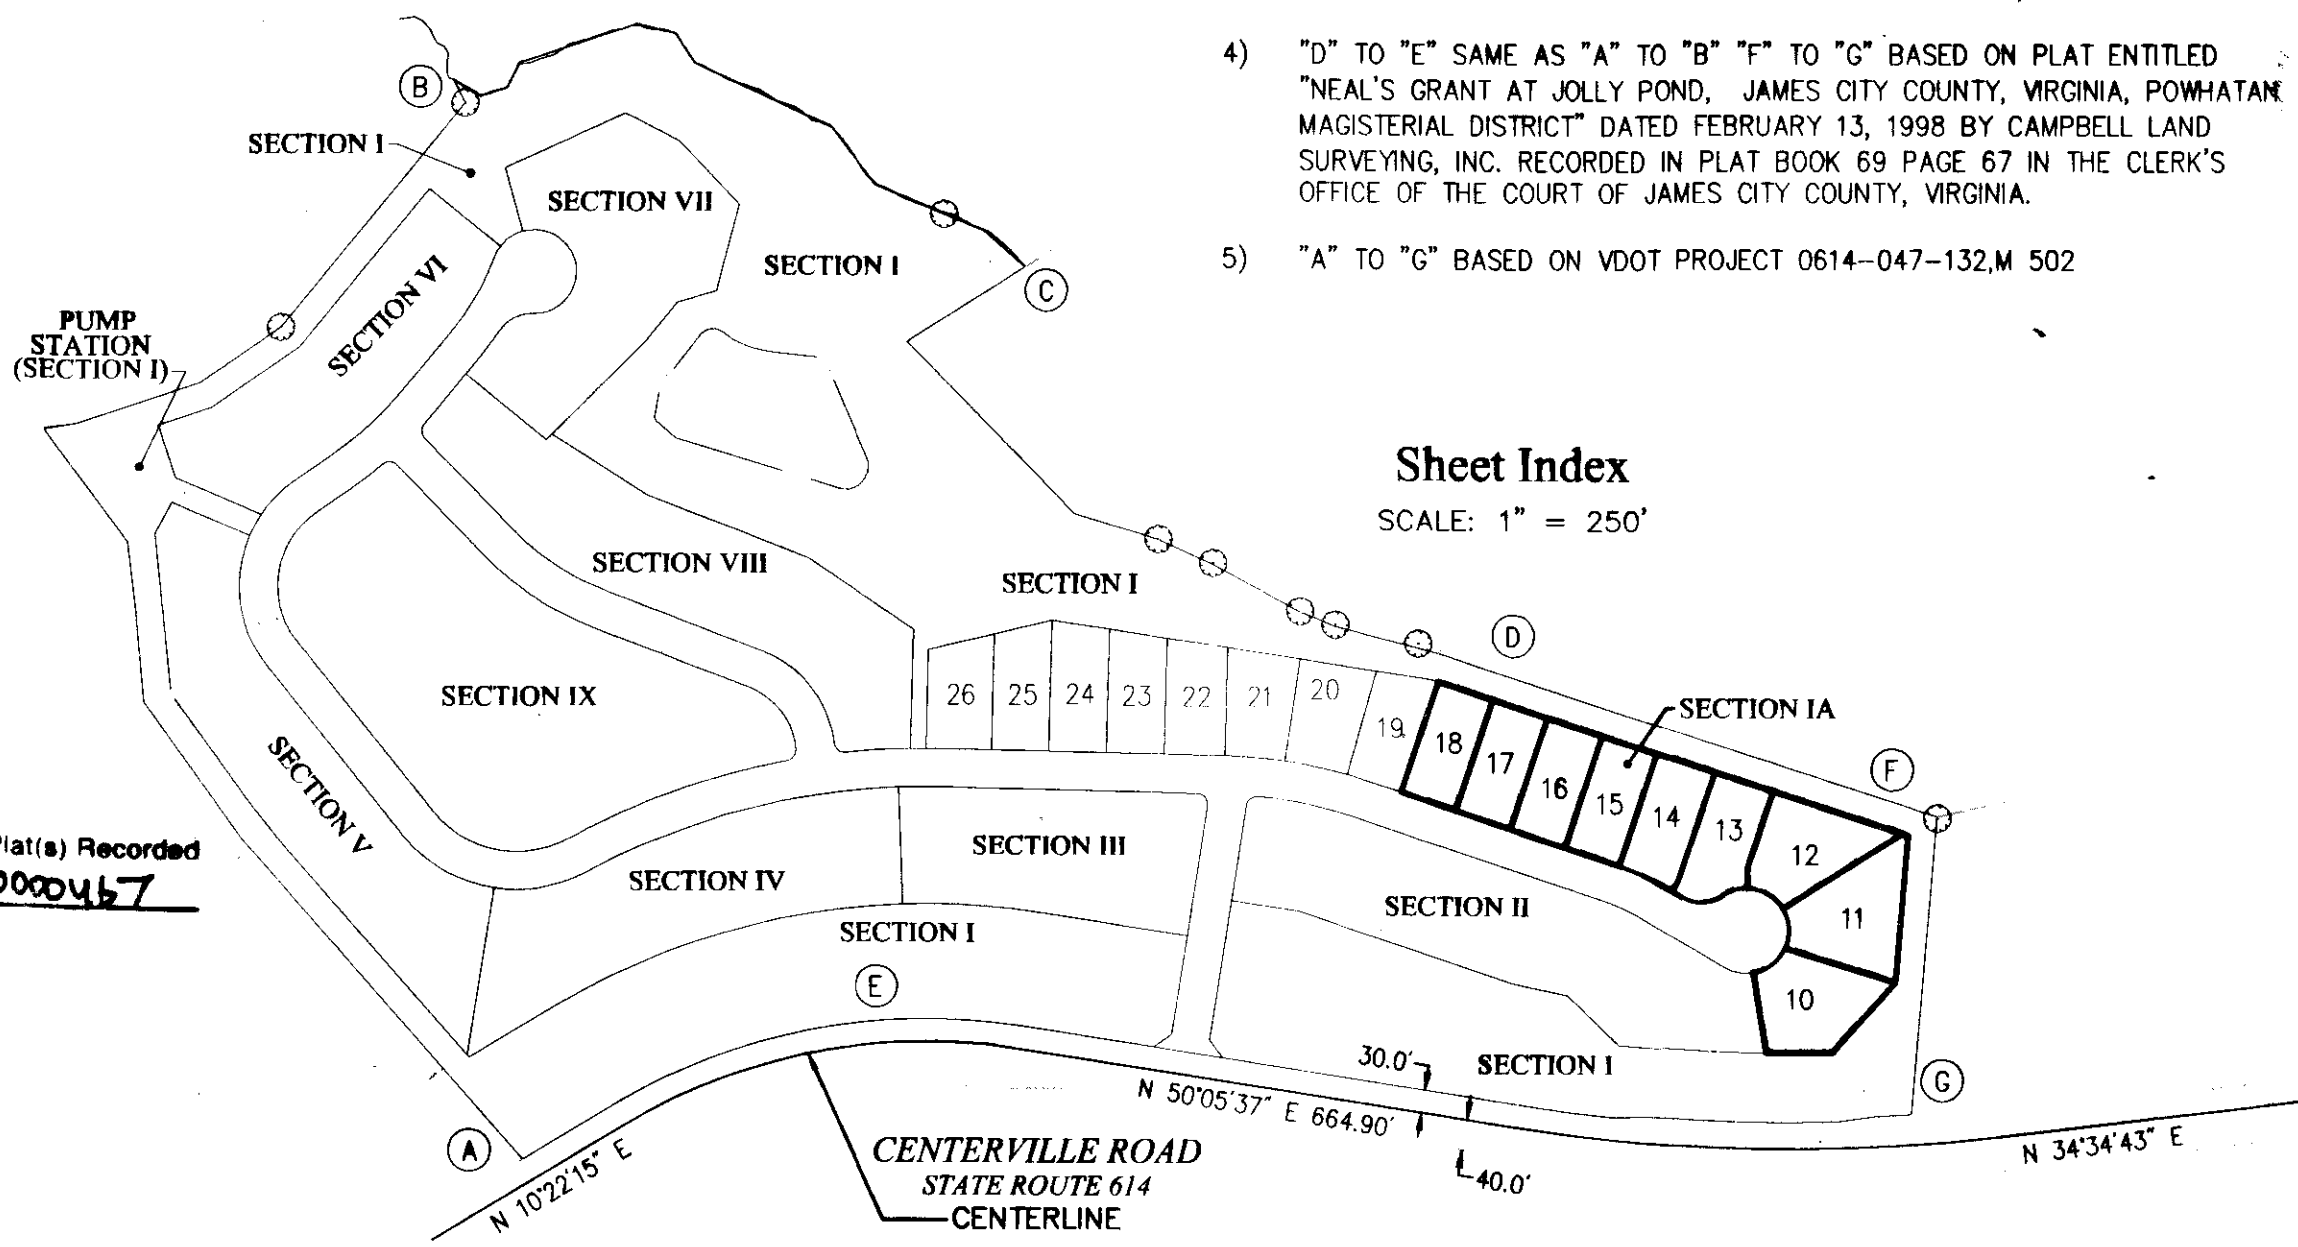 4) "D" TO "E" SAME AS "A" TO "B" "F" TO "G" BASED ON PLAT ENTITLED
"NEAL'S GRANT AT JOLLY POND, JAMES CITY COUNTY, VIRGINIA, POWHATAN
MAGISTERIAL DISTRICT" DATED FEBRUARY 13, 1998 BY CAMPBELL LAND
SURVEYING, INC. RECORDED IN PLAT BOOK 69 PAGE 67 IN THE CLERK'S
OFFICE OF THE COURT OF JAMES CITY COUNTY, VIRGINIA.
5) "A" TO "G" BASED ON VDOT PROJECT 0614-047-132,M 502
B
SECTION I
SECTION VII
SECTION I
C
SECTION VI
PUMP
STATION
(SECTION I)
Sheet Index
SCALE: 1" = 250'
SECTION VIII
SECTION I
D
SECTION IX
26
25
24
23
22
21
20
19
18
17
16
15
14
13
12
11
10
SECTION IA
F
SECTION V
Plat(s) Recorded
SECTION IV
SECTION III
SECTION II
SECTION I
E
SECTION I
30.0'
G
N 50°05'37" E 664.90'
A
N 10°22'15" E
CENTERVILLE ROAD
STATE ROUTE 614
CENTERLINE
40.0'
N 34°34'43" E